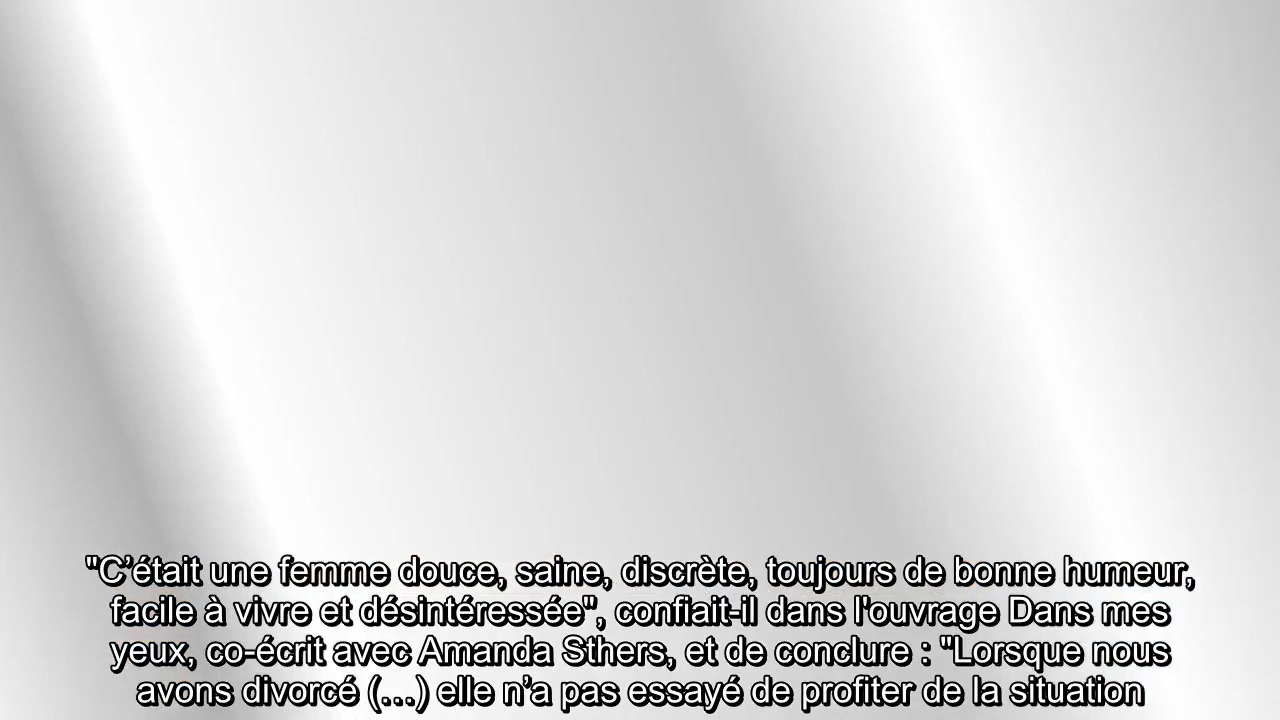 "C’était une femme douce, saine, discrète, toujours de bonne humeur,
facile à vivre et désintéressée", confiait-il dans l'ouvrage Dans mes
yeux, co-écrit avec Amanda Sthers, et de conclure : "Lorsque nous
avons divorcé (…) elle n’a pas essayé de profiter de la situation